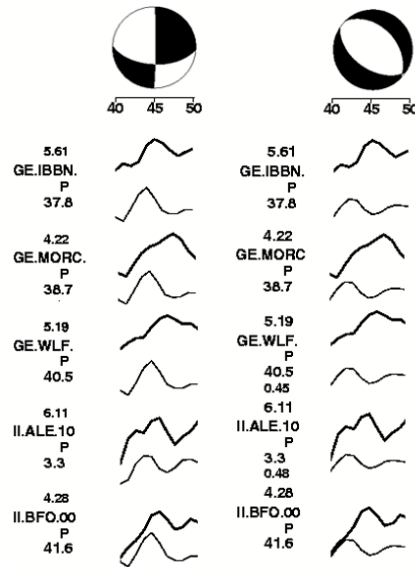 40 45 50
5.61
GE.IBBN.
P
37.8
4.22
GE.MORC.
P
38.7
5.19
GE.WLF.
P
40.5
6.11
II.ALE.10
P
3.3
4.28
II.BFO.00
P
41.6
40 45 50
5.61
GE.IBBN.
P
37.8
4.22
GE.MORC
P
38.7
5.19
GE.WLF.
P
40.5
0.45
6.11
II.ALE.10
P
3.3
0.48
4.28
II.BFO.00
P
41.6